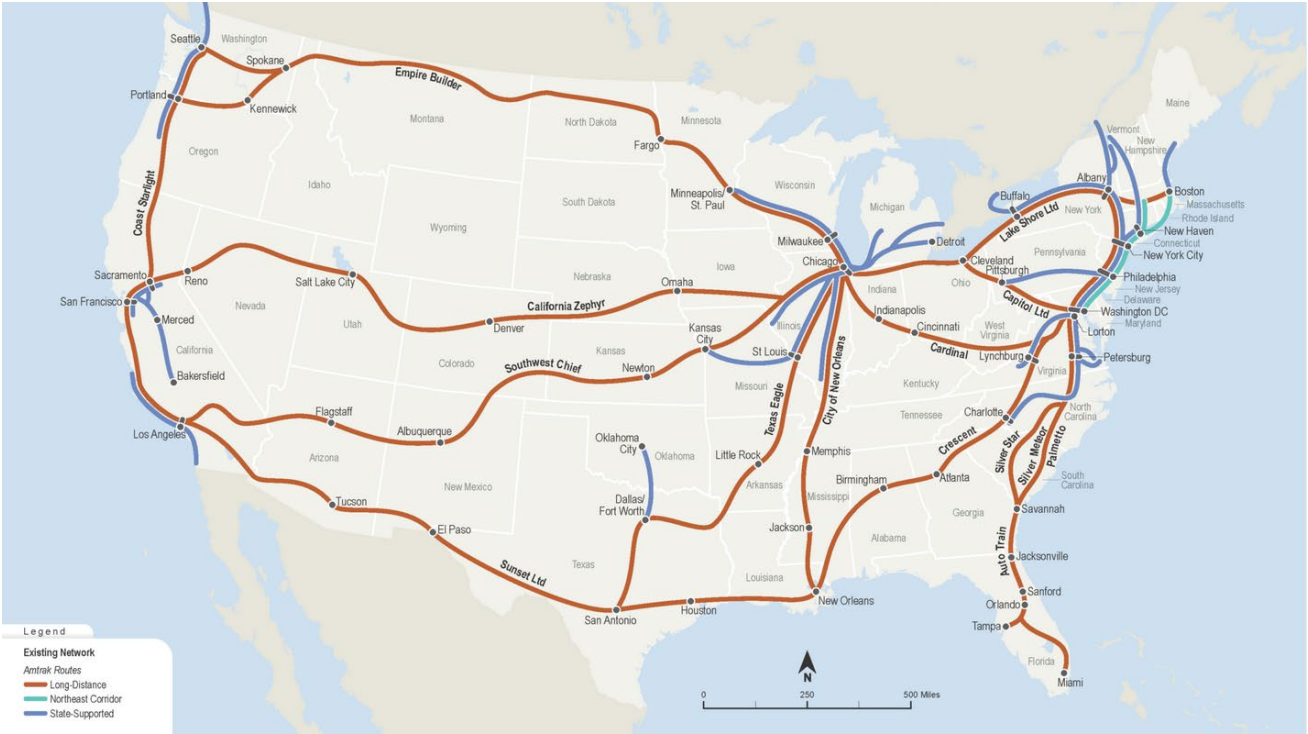 Seattle
Washington
Spokane
Portland
Kennewick
Empire Builder
Montana
North Dakota
Minnesota
Fargo
Maine
Vermont
New
Hampshire
Oregon
Idaho
South Dakota
Minneapolis/
St. Paul
Wisconsin
Michigan
Buffalo
Albany
Boston
Massachusetts
Rhode Island
New York
Lake Shore Ltd
New Haven
Connecticut
New York City
Coast Starlight
Wyoming
Milwaukee
Detroit
Chicago
Cleveland
Pittsburgh
Pennsylvania
Philadelphia
New Jersey
Delaware
Washington DC
Maryland
Lorton
Sacramento
Reno
Salt Lake City
Nebraska
Iowa
Omaha
Indiana
Ohio
Capitol Ltd
San Francisco
Nevada
Utah
California Zephyr
Denver
Merced
California
Bakersfield
Colorado
Kansas
Kansas
City
Illinois
St Louis
Indianapolis
Cincinnati
West
Virginia
Cardinal
Lynchburg
Petersburg
Virginia
Southwest Chief
Newton
Missouri
City of New Orleans
Kentucky
Los Angeles
Flagstaff
Albuquerque
Arizona
Texas Eagle
Tennessee
Charlotte
North
Carolina
Oklahoma
City
Oklahoma
Little Rock
Memphis
Crescent
Silver Star
Silver Meteor
Palmetto
Birmingham
Atlanta
South
Carolina
New Mexico
Arkansas
Mississippi
Dallas/
Fort Worth
Tucson
El Paso
Jackson
Georgia
Savannah
Alabama
Sunset Ltd
Texas
Louisiana
Auto Train
Jacksonville
San Antonio
Houston
New Orleans
Sanford
Orlando
Tampa
Florida
Miami
Legend
Existing Network
Amtrak Routes
Long-Distance
Northeast Corridor
State-Supported
N
0
250
500 Miles